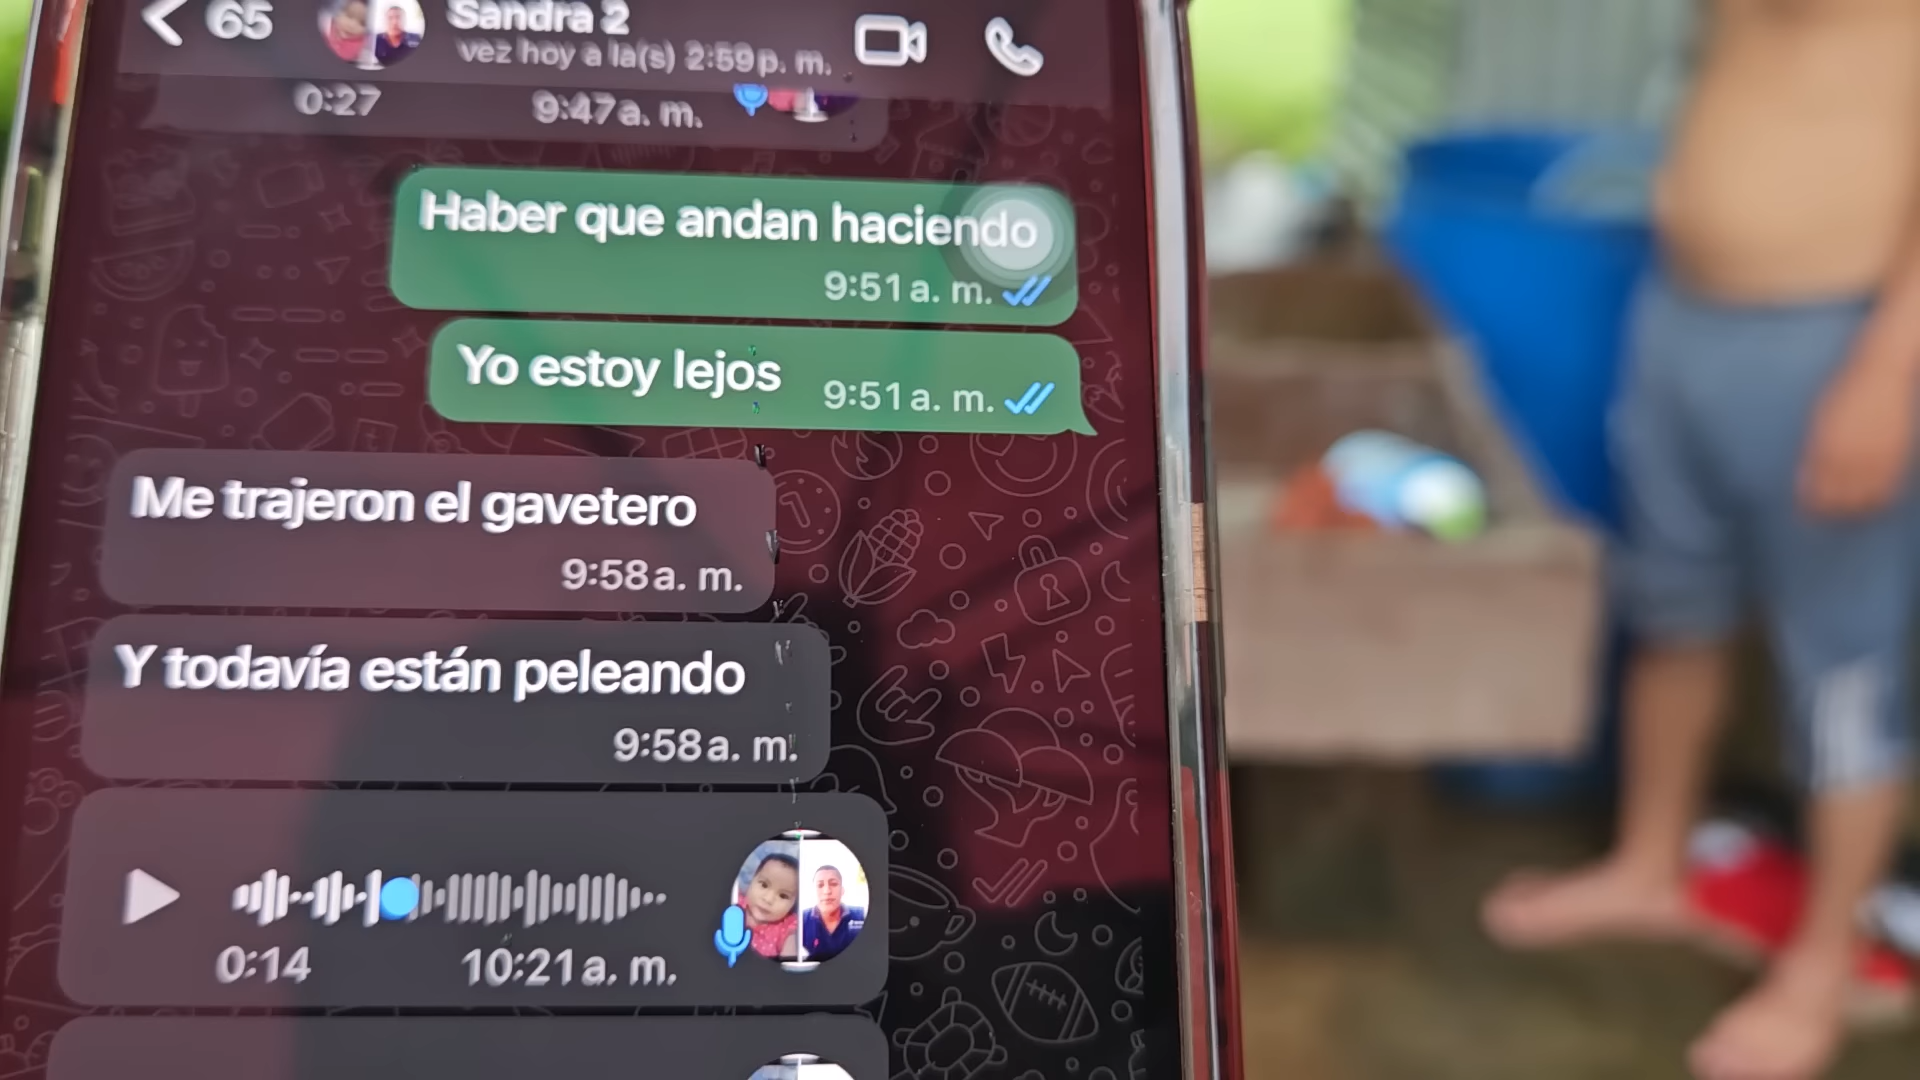 65
Sandra 2
vez hoy a la(s) 2:59 p. m.
0:27 9:47 a. m.
Haber que andan haciendo
9:51 a. m.
Yo estoy lejos 9:51 a. m.
Me trajeron el gavetero
9:58 a. m.
Y todavía están peleando
9:58 a. m.
0:14 10:21 a. m.